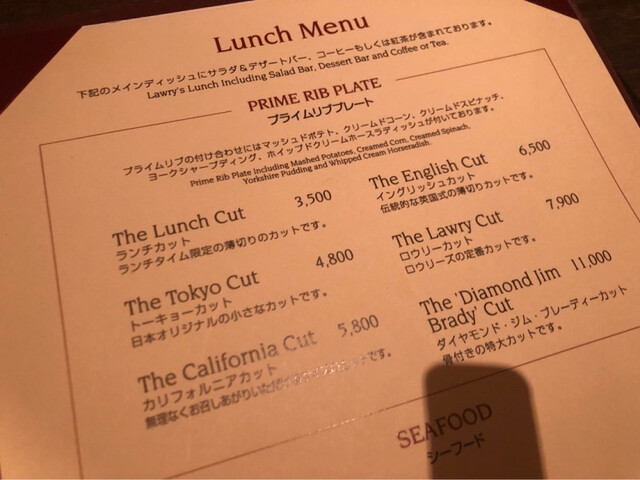 Lunch Menu
下記のメインディッシュにサラダ＆デザートバー、コーヒーもしくは紅茶が含まれております。
Lawry's Lunch Including Salad Bar, Dessert Bar and Coffee or Tea.
PRIME RIB PLATE
プライムリブプレート
プライムリブの付け合わせにはマッシュドポテト、クリームドコーン、クリームドスピナッチ、
ヨークシャープディング、ホイップドクリームホースラディッシュが付いております。
Prime Rib Plate including Mashed Potatoes, Creamed Corn, Creamed Spinach,
Yorkshire Pudding and Whipped Cream Horseradish.
The Lunch Cut 3,500
ランチカット
ランチタイム限定の薄切りのカットです。
The Tokyo Cut 4,800
トーキョーカット
日本オリジナルの小さなカットです。
The California Cut 5,800
カリフォルニアカット
無理なくお召しあがりいただ
です。
The English Cut 6,500
イングリッシュカット
伝統的な英国式の薄切りカットです。
The Lawry Cut 7,900
ロウリーカット
ロウリーズの定番カットです。
The 'Diamond Jim 11,000
Brady' Cut
ダイヤモンド・ジム・ブレーディーカット
骨付きの特大カットです。
SEAFOOD
シーフード